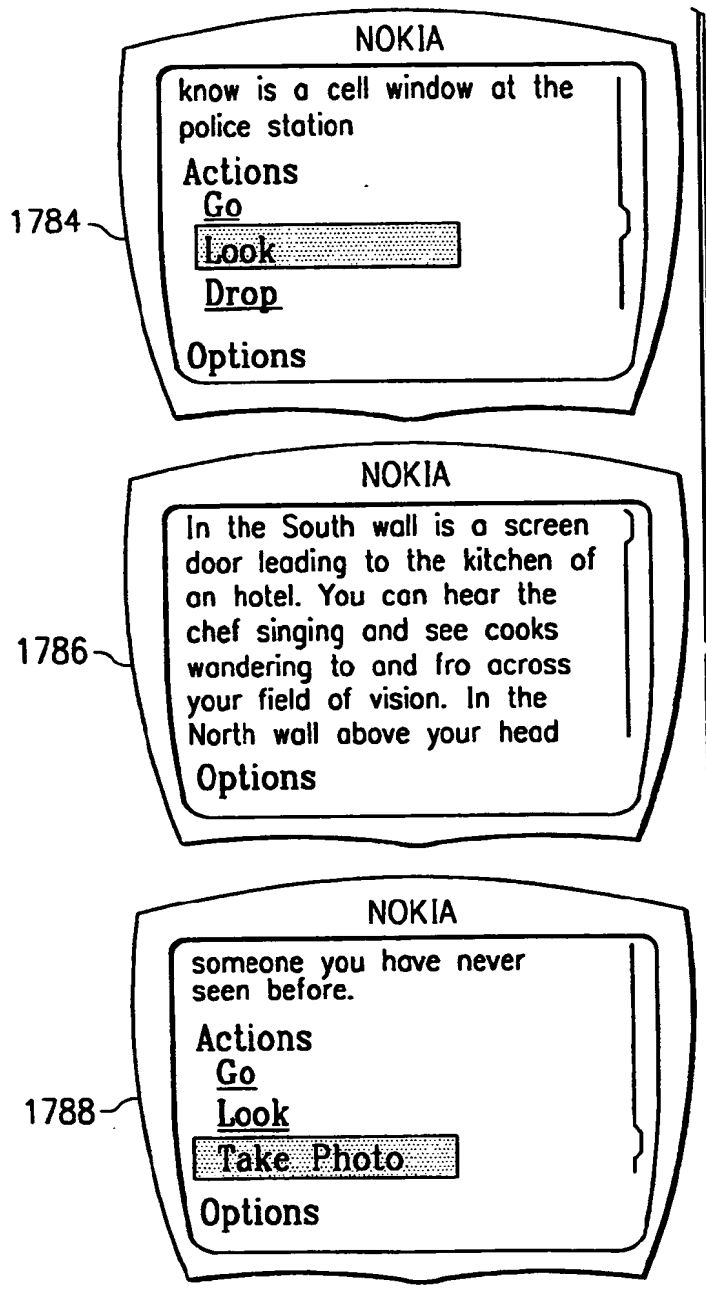 NOKIA
know is a cell window at the
police station
Actions
Go
1784
Look
Drop
Options
NOKIA
In the South wall is a screen
door leading to the kitchen of
an hotel. You can hear the
chef singing and see cooks
1786
wandering to and fro across
your field of vision. In the
North wall above your head
Options
NOKIA
someone you have never
seen before.
Actions
Go
1788
Look
Take Photo
Options